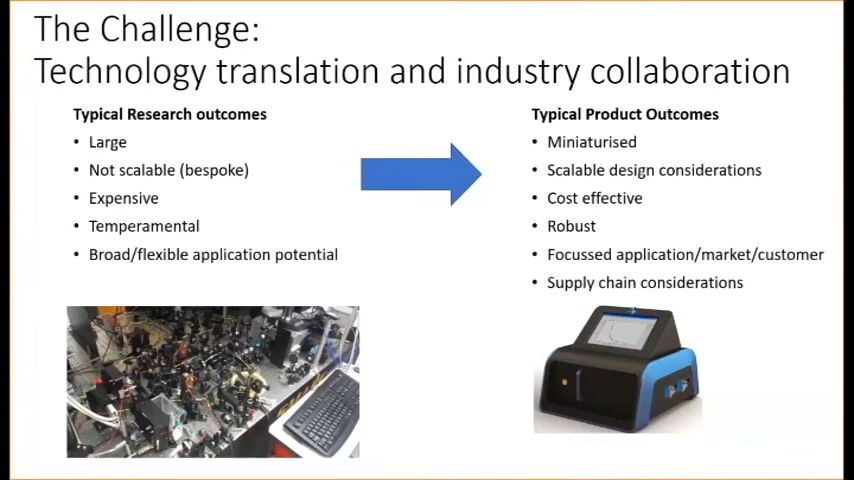 The Challenge:
Technology translation and industry collaboration
Typical Research outcomes
• Large
• Not scalable (bespoke)
• Expensive
• Temperamental
• Broad/flexible application potential
Typical Product Outcomes
• Miniaturised
• Scalable design considerations
• Cost effective
• Robust
• Focussed application/market/customer
• Supply chain considerations